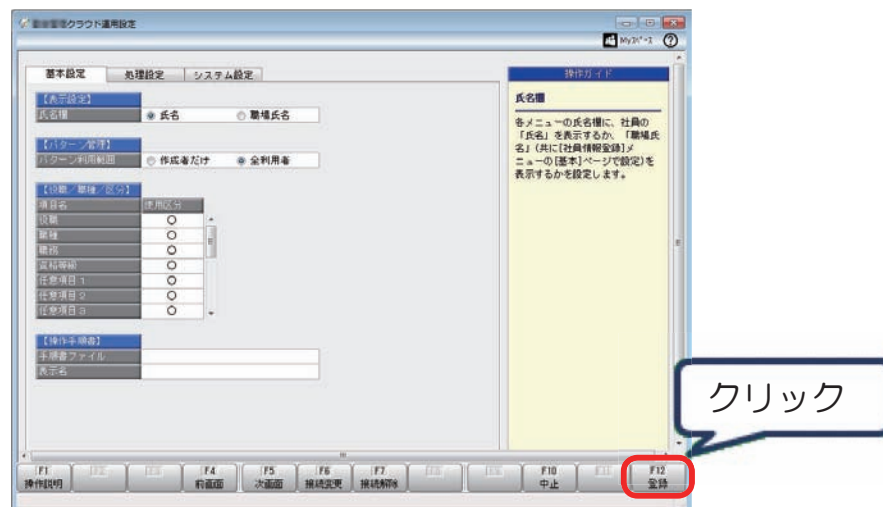 クラウド運用設定
Myｽﾍﾟｰｽ ?
基本設定 処理設定 システム設定
操作ガイド
【表示設定】
氏名欄 氏名 職場氏名
【パターン管理】
パターン利用範囲 作成者だけ 全利用者
【役職／職種／区分】
項目名 使用区分
役職 ○
職種 ○
職務 ○
資格等級 ○
任意項目1 ○
任意項目2 ○
任意項目3 ○
【操作手順書】
手順書ファイル
表示名
氏名欄
各メニューの氏名欄に、社員の
「氏名」を表示するか、「職場氏
名」(共に[社員情報登録]メ
ニューの[基本]ページで設定)を
表示するかを設定します。
クリック
F1 F4 F5 F6 F7 F10 F12
操作説明 前画面 次画面 接続変更 接続解除 中止 登録